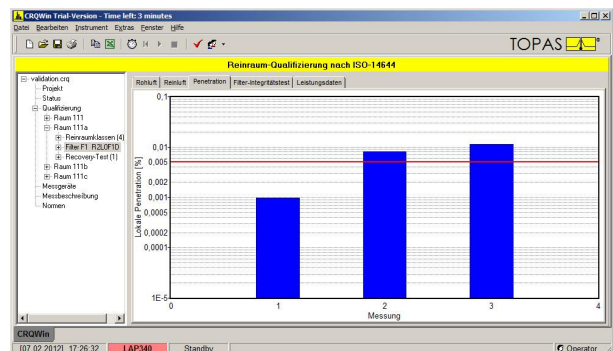 CRQWin Trial-Version - Time left: 3 minutes
Datei Bearbeiten Instrument Extras Fenster Hilfe
TOPAS
Reinraum-Qualifizierung nach ISO-14644
validation.crq
Projekt
Status
Qualifizierung
Raum 111
Raum 111a
Reinraumklassen (4)
Filter F1 R2L0F1D
Recovery-Test (1)
Raum 111b
Raum 111c
Messgeräte
Messbeschreibung
Normen
Rohluft Reinluft Penetration Filter-Integritätstest Leistungsdaten
Lokale Penetration [%]
0,1
0,01
0,005
0,002
0,001
0,0005
0,0002
0,0001
1E-5
0 1 2 3 4
Messung
CRQWin
[07.02.2012] 17:26:32 LAP340 Standby Operator